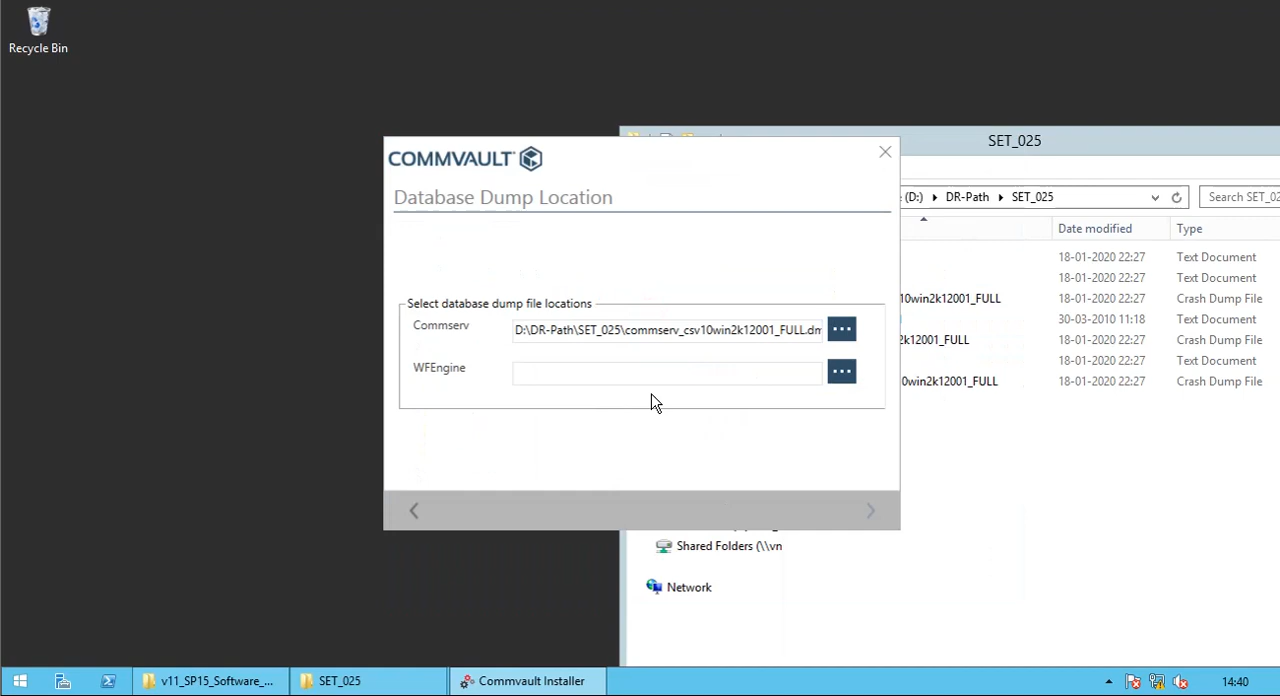 Recycle Bin
SET_025
COMMVAULT
Database Dump Location
(D:) DR-Path SET_025
Search SET_02
Date modified Type
18-01-2020 22:27 Text Document
18-01-2020 22:27 Text Document
10win2k12001_FULL 18-01-2020 22:27 Crash Dump File
30-03-2010 11:18 Text Document
2k12001_FULL 18-01-2020 22:27 Crash Dump File
18-01-2020 22:27 Text Document
0win2k12001_FULL 18-01-2020 22:27 Crash Dump File
Select database dump file locations
Commserv D:\DR-Path\SET_025\commserv_csv10win2k12001_FULL.dm
WFEngine
Shared Folders (\\vn
Network
v11_SP15_Software_... SET_025 Commvault Installer 14:40